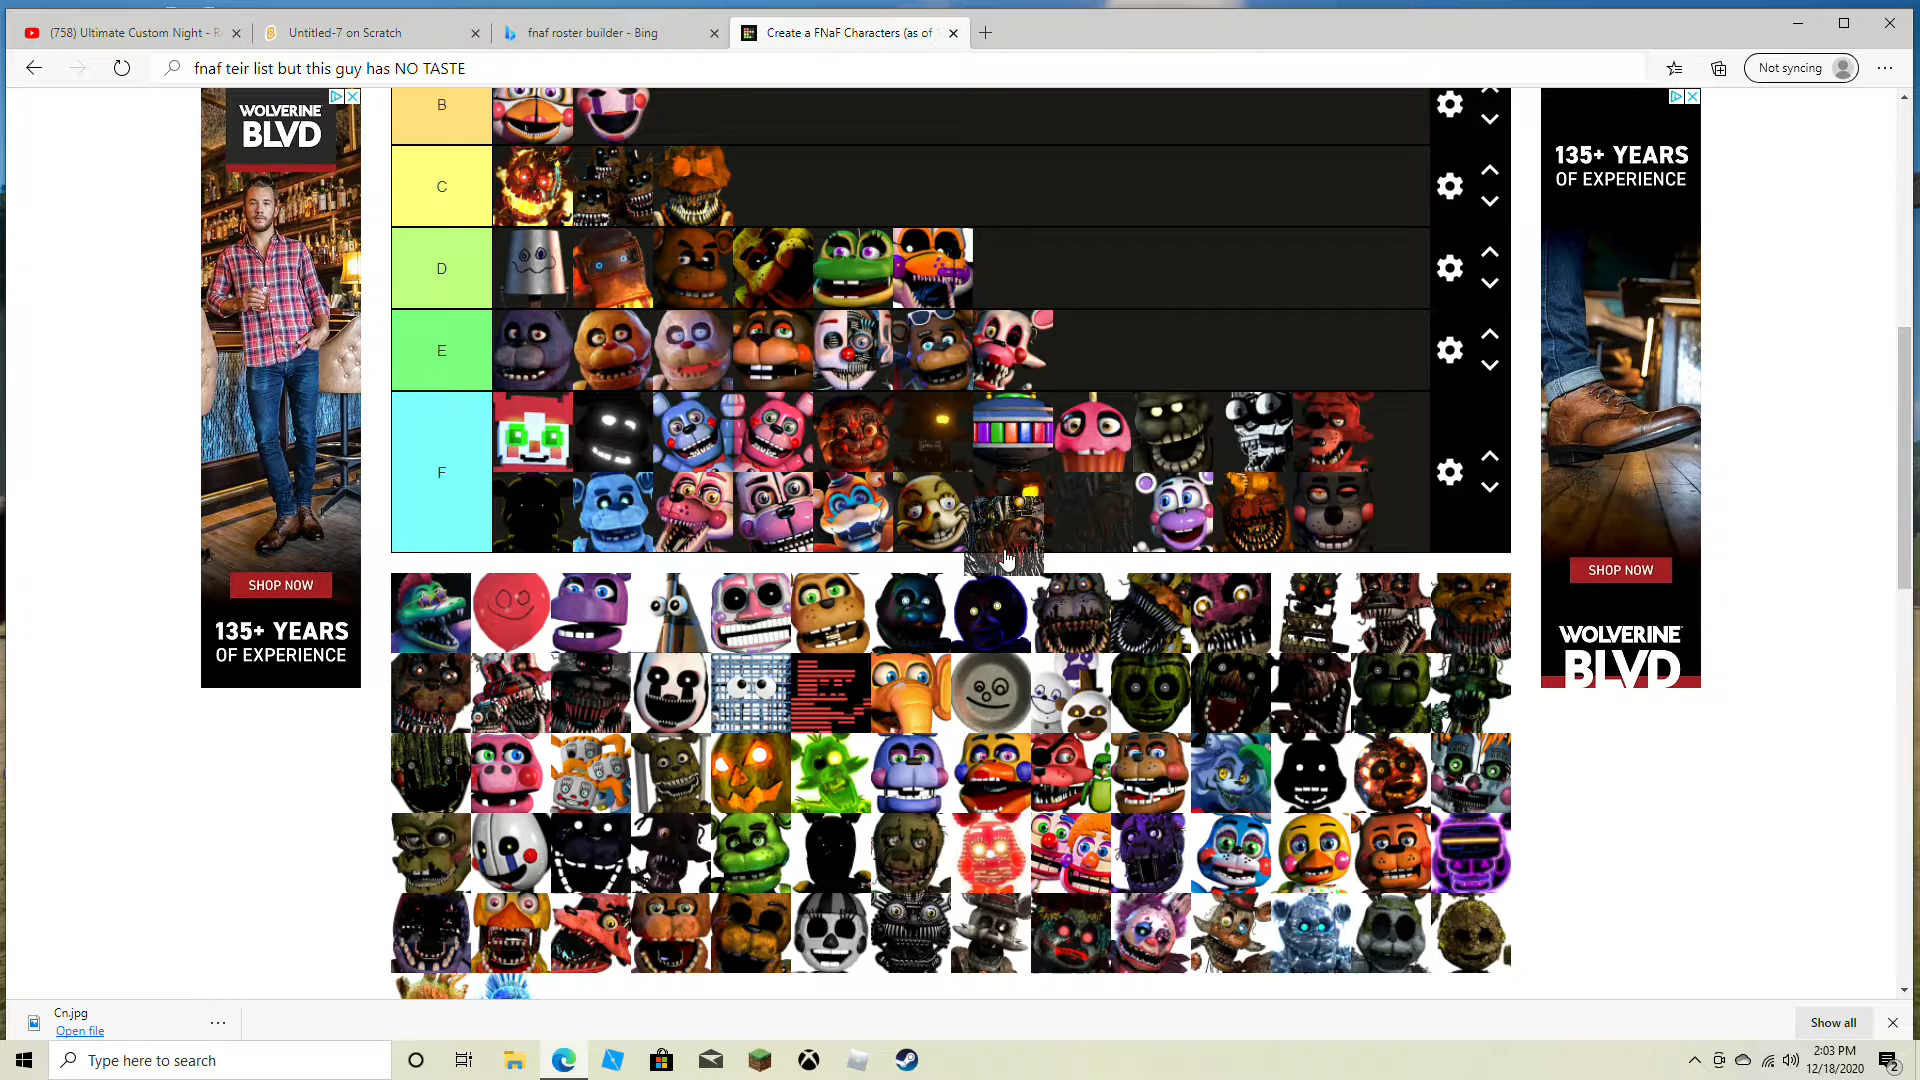 (758) Ultimate Custom Night - R
Untitled-7 on Scratch
fnaf roster builder - Bing
Create a FNaF Characters (as of
fnaf teir list but this guy has NO TASTE
Not syncing
WOLVERINE
BLVD
SHOP NOW
135+ YEARS
OF EXPERIENCE
B
C
D
E
F
135+ YEARS
OF EXPERIENCE
SHOP NOW
WOLVERINE
BLVD
Cn.jpg
Open file
Show all
Type here to search
2:03 PM
12/18/2020
2